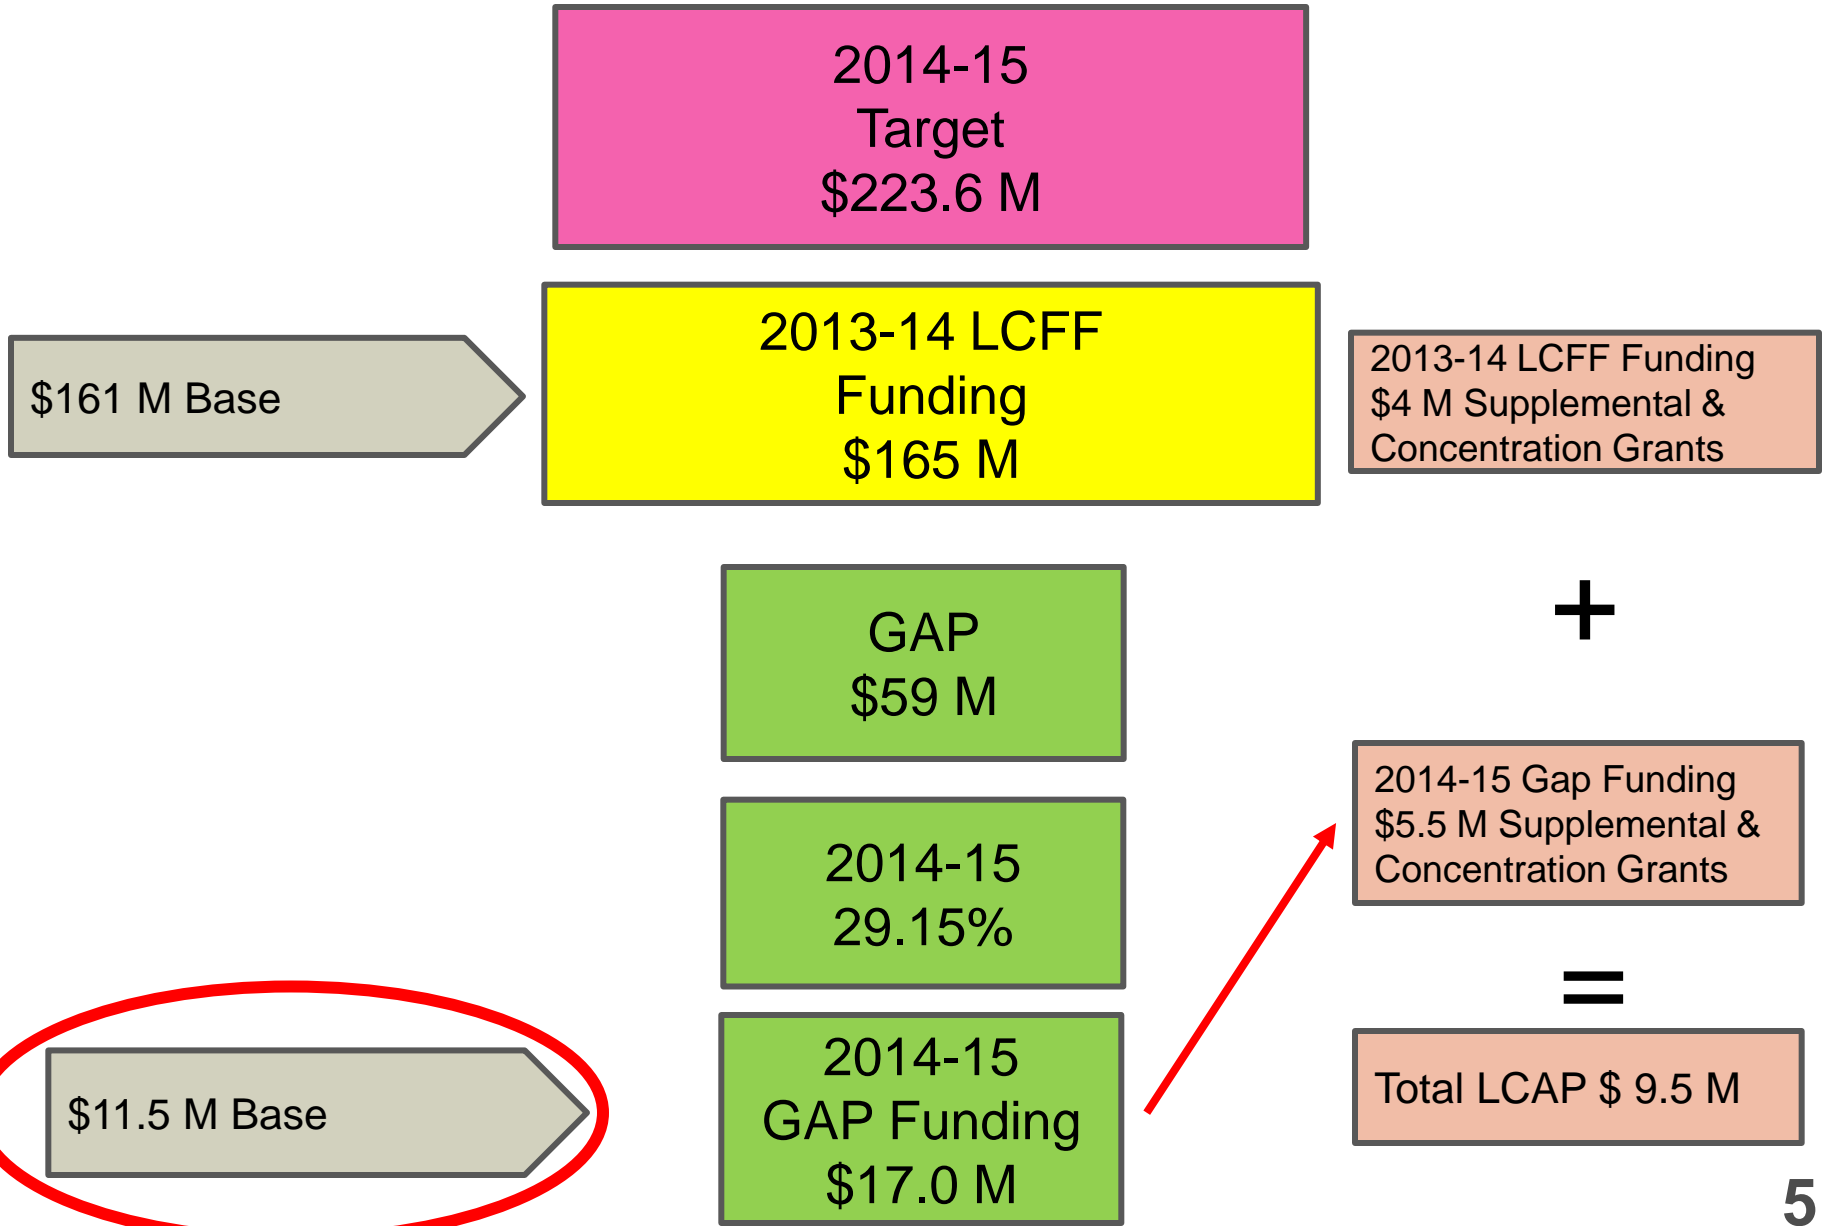 2014-15
Target
$223.6 M
$161 M Base
2013-14 LCFF
Funding
$165 M
2013-14 LCFF Funding
$4 M Supplemental &
Concentration Grants
+
GAP
$59 M
2014-15
29.15%
2014-15 Gap Funding
$5.5 M Supplemental &
Concentration Grants
=
$11.5 M Base
2014-15
GAP Funding
$17.0 M
Total LCAP $ 9.5 M
5